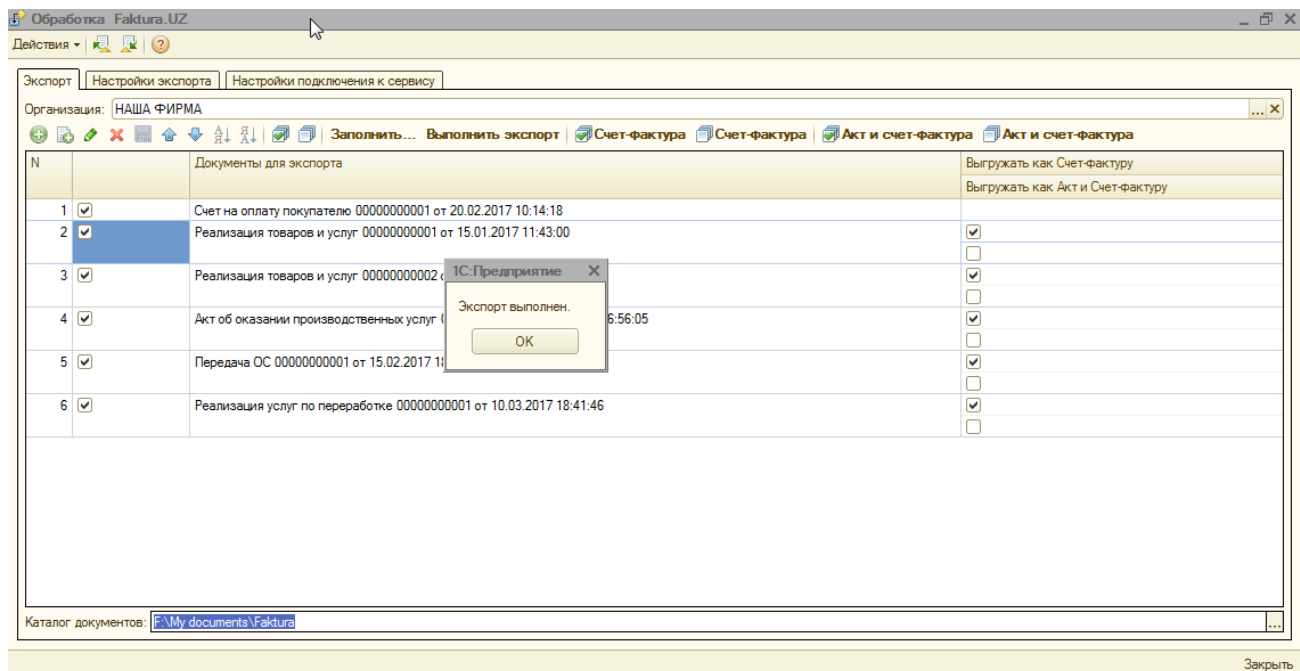 Обработка Faktura.UZ
Действия
Экспорт Настройки экспорта Настройки подключения к сервису
Организация: НАША ФИРМА
Заполнить... Выполнить экспорт Счет-фактура Счет-фактура Акт и счет-фактура Акт и счет-фактура
N Документы для экспорта Выгружать как Счет-фактуру
Выгружать как Акт и Счет-фактуру
1 Счет на оплату покупателю 00000000001 от 20.02.2017 10:14:18
2 Реализация товаров и услуг 00000000001 от 15.01.2017 11:43:00
3 Реализация товаров и услуг 00000000002
4 Акт об оказании производственных услуг 6:56:05
5 Передача ОС 00000000001 от 15.02.2017
6 Реализация услуг по переработке 00000000001 от 10.03.2017 18:41:46
1С:Предприятие
Экспорт выполнен.
OK
Каталог документов: F:\My documents\Faktura
Закрыть